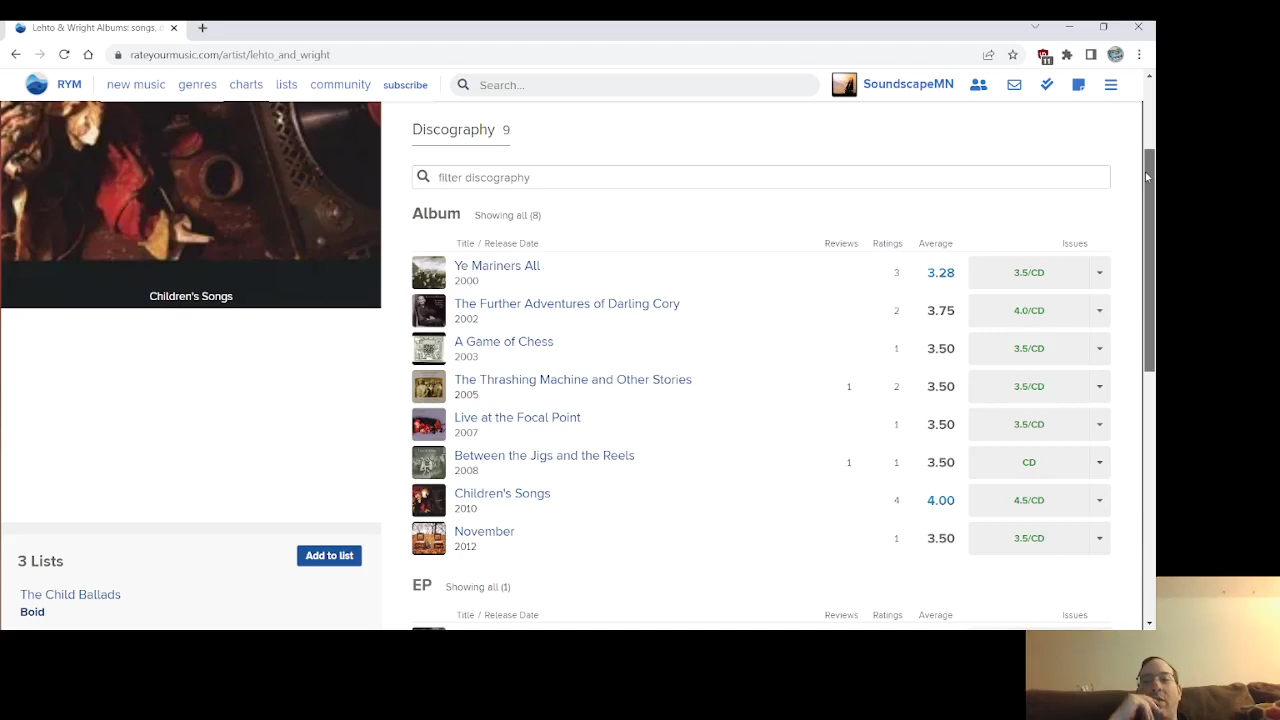 Lehto & Wright Albums: songs, d
rateyourmusic.com/artist/lehto_and_wright
11
RYM new music genres charts lists community subscribe Search... SoundscapeMN
Discography 9
filter discography
Album Showing all (8)
Title / Release Date Reviews Ratings Average Issues
Ye Mariners All 3 3.28 3.5/CD
2000
The Further Adventures of Darling Cory 2 3.75 4.0/CD
2002
A Game of Chess 1 3.50 3.5/CD
2003
The Thrashing Machine and Other Stories 1 2 3.50 3.5/CD
2005
Live at the Focal Point 1 3.50 3.5/CD
2007
Between the Jigs and the Reels 1 1 3.50 CD
2008
Children's Songs 4 4.00 4.5/CD
2010
November 1 3.50 3.5/CD
2012
EP Showing all (1)
Title / Release Date Reviews Ratings Average Issues
Children's Songs
3 Lists Add to list
The Child Ballads
Boid